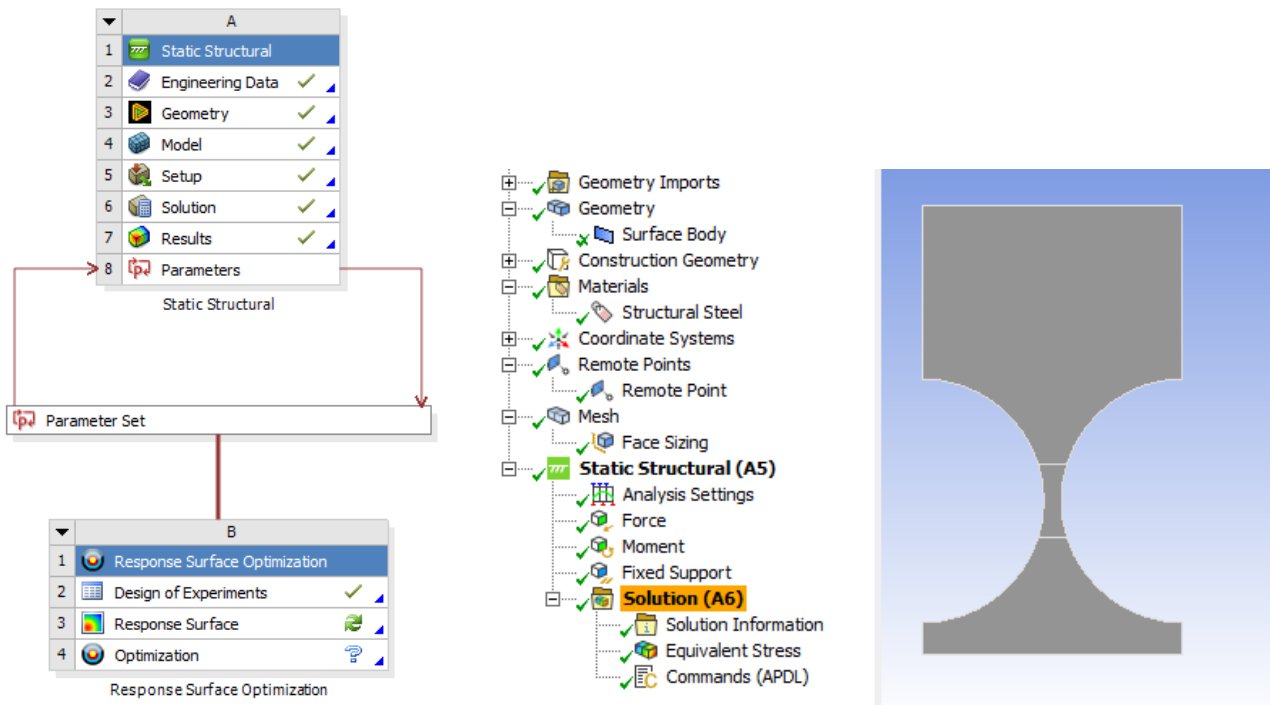 A
1 Static Structural
2 Engineering Data
3 Geometry
4 Model
5 Setup
6 Solution
7 Results
8 Parameters
Static Structural
Parameter Set
B
1 Response Surface Optimization
2 Design of Experiments
3 Response Surface
4 Optimization
Response Surface Optimization
Geometry Imports
Geometry
Surface Body
Construction Geometry
Materials
Structural Steel
Coordinate Systems
Remote Points
Remote Point
Mesh
Face Sizing
Static Structural (A5)
Analysis Settings
Force
Moment
Fixed Support
Solution (A6)
Solution Information
Equivalent Stress
Commands (APDL)